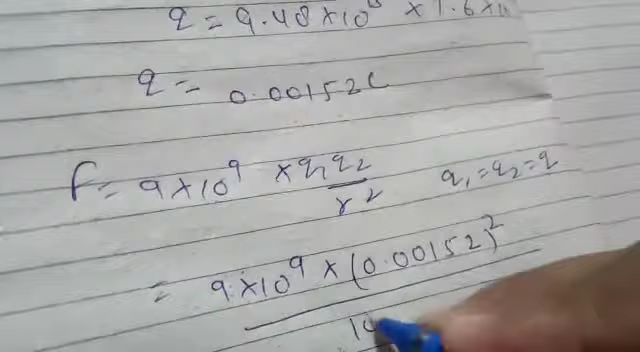 q = 9.48×10¹⁵ × 1.6×10
q = 0.00152C
F = 9×10⁹ × q₁q₂ / r²   q₁=q₂=q
= 9×10⁹ × (0.00152)² / 10